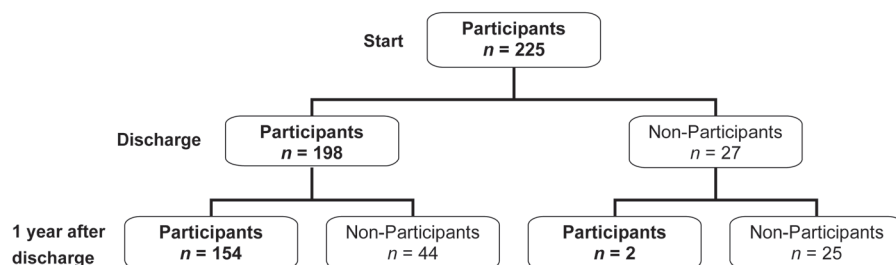 Start
Participants
n = 225
Discharge
Participants
n = 198
Non-Participants
n = 27
1 year after
discharge
Participants
n = 154
Non-Participants
n = 44
Participants
n = 2
Non-Participants
n = 25